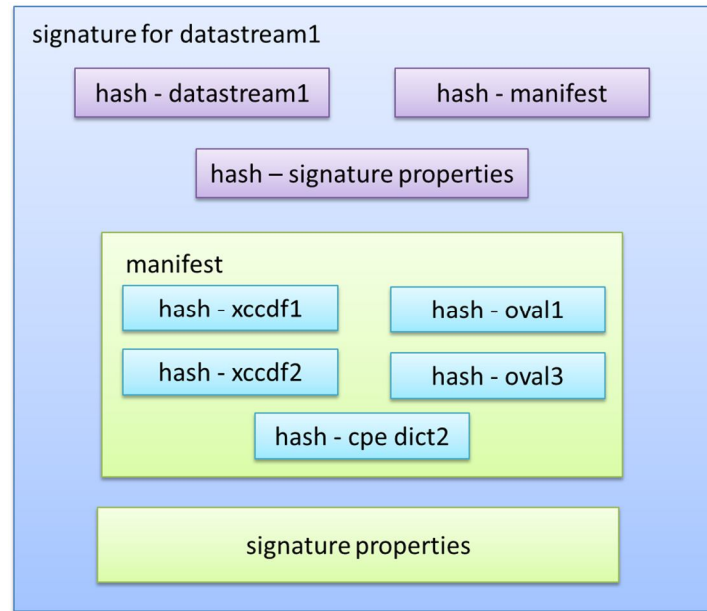 signature for datastream1
hash - datastream1
hash - manifest
hash – signature properties
manifest
hash - xccdf1
hash - oval1
hash - xccdf2
hash - oval3
hash - cpe dict2
signature properties